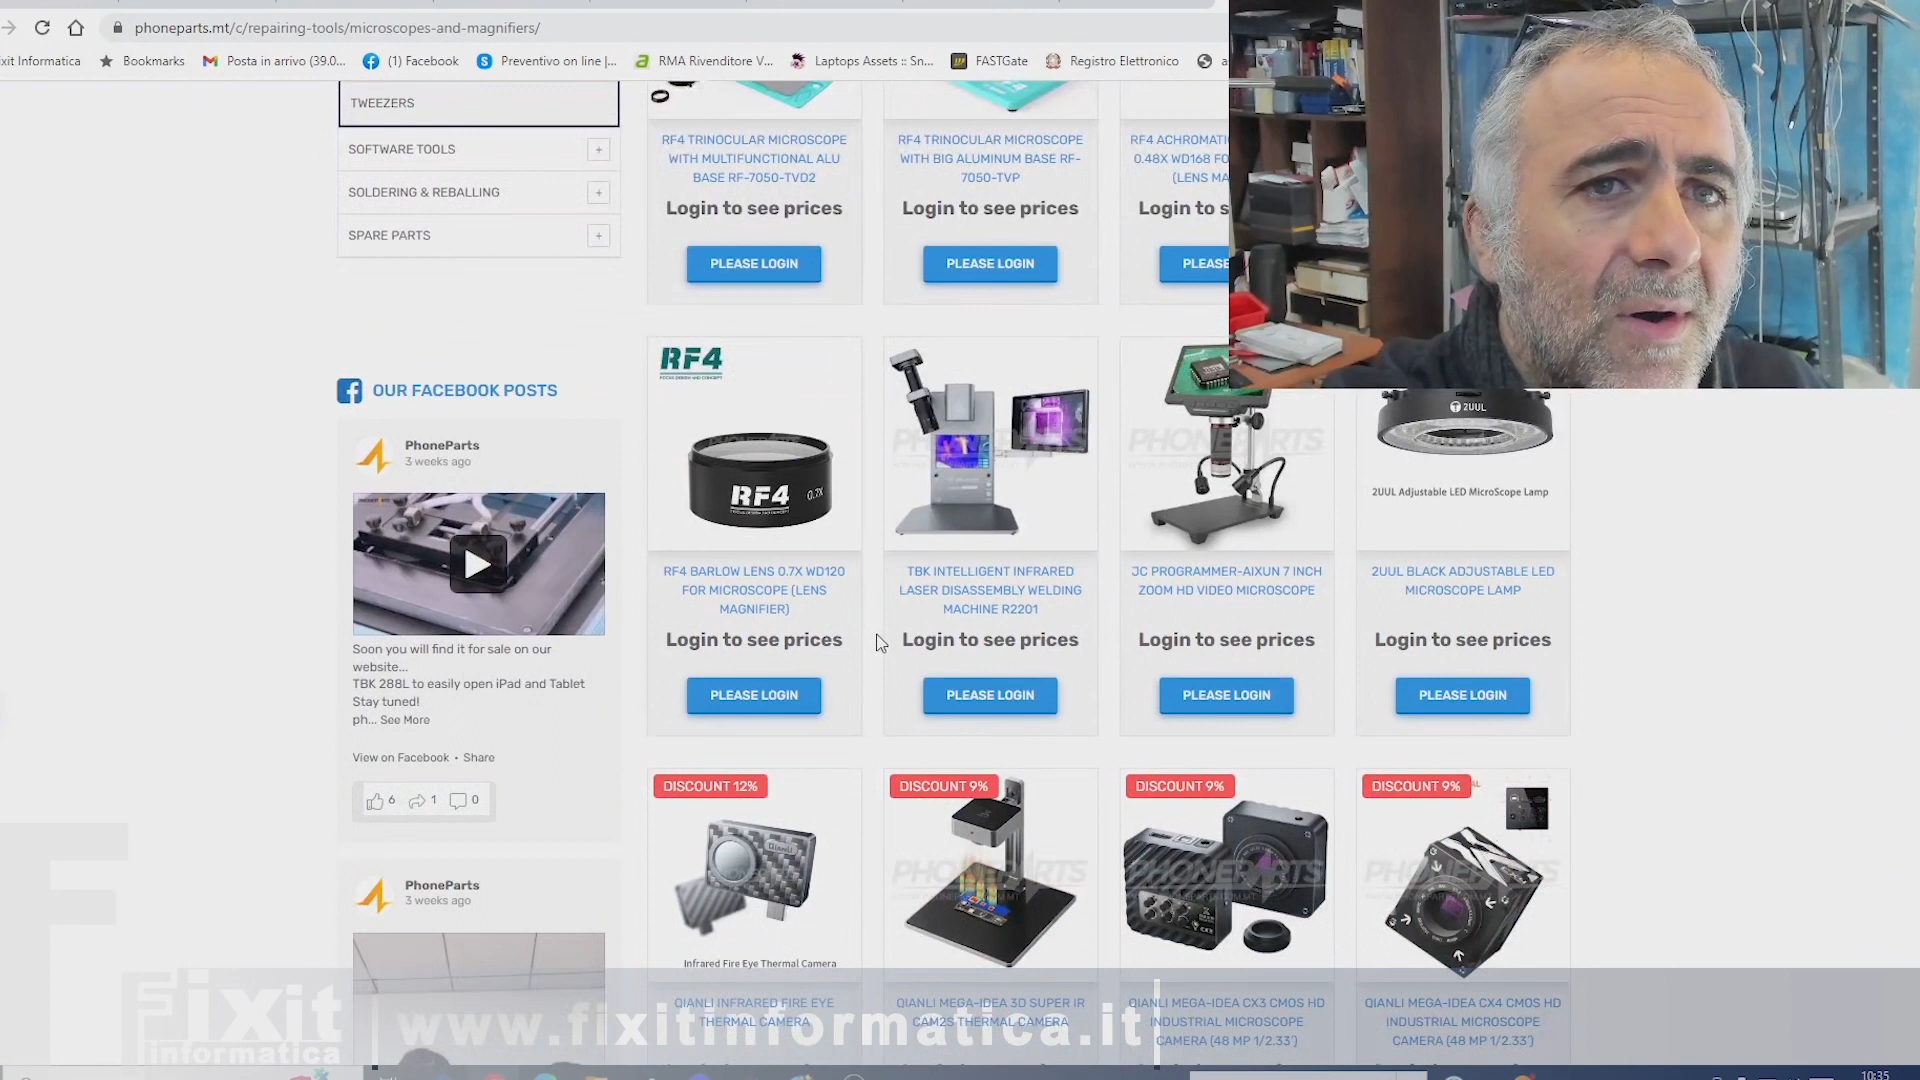 phoneparts.mt/c/repairing-tools/microscopes-and-magnifiers/
ixit Informatica
Bookmarks
Posta in arrivo (39.0...
(1) Facebook
Preventivo on line |...
RMA Rivenditore V...
Laptops Assets :: Sn...
FASTGate
Registro Elettronico
TWEEZERS
SOFTWARE TOOLS
SOLDERING & REBALLING
SPARE PARTS
RF4 TRINOCULAR MICROSCOPE
WITH MULTIFUNCTIONAL ALU
BASE RF-7050-TVD2
Login to see prices
PLEASE LOGIN
RF4 TRINOCULAR MICROSCOPE
WITH BIG ALUMINUM BASE RF-
7050-TVP
Login to see prices
PLEASE LOGIN
RF4 ACHROMATI
0.48X WD168 FO
(LENS MA
Login to s
PLEAS
OUR FACEBOOK POSTS
PhoneParts
3 weeks ago
Soon you will find it for sale on our
website...
TBK 288L to easily open iPad and Tablet
Stay tuned!
ph... See More
View on Facebook · Share
6 1 0
PhoneParts
3 weeks ago
RF4
RF4 0.7X
RF4 BARLOW LENS 0.7X WD120
FOR MICROSCOPE (LENS
MAGNIFIER)
Login to see prices
PLEASE LOGIN
PHONEPARTS
TBK INTELLIGENT INFRARED
LASER DISASSEMBLY WELDING
MACHINE R2201
Login to see prices
PLEASE LOGIN
PHONEPARTS
JC PROGRAMMER-AIXUN 7 INCH
ZOOM HD VIDEO MICROSCOPE
Login to see prices
PLEASE LOGIN
2UUL
2UUL Adjustable LED MicroScope Lamp
2UUL BLACK ADJUSTABLE LED
MICROSCOPE LAMP
Login to see prices
PLEASE LOGIN
DISCOUNT 12%
Qianli
Infrared Fire Eye Thermal Camera
QIANLI INFRARED FIRE EYE
THERMAL CAMERA
DISCOUNT 9%
PHONEPARTS
QIANLI MEGA-IDEA 3D SUPER IR
CAM2S THERMAL CAMERA
DISCOUNT 9%
PHONEPARTS
QIANLI MEGA-IDEA CX3 CMOS HD
INDUSTRIAL MICROSCOPE
CAMERA (48 MP 1/2.33')
DISCOUNT 9%
PHONEPARTS
QIANLI MEGA-IDEA CX4 CMOS HD
INDUSTRIAL MICROSCOPE
CAMERA (48 MP 1/2.33')
Fixit
informatica
www.fixitinformatica.it
10:35